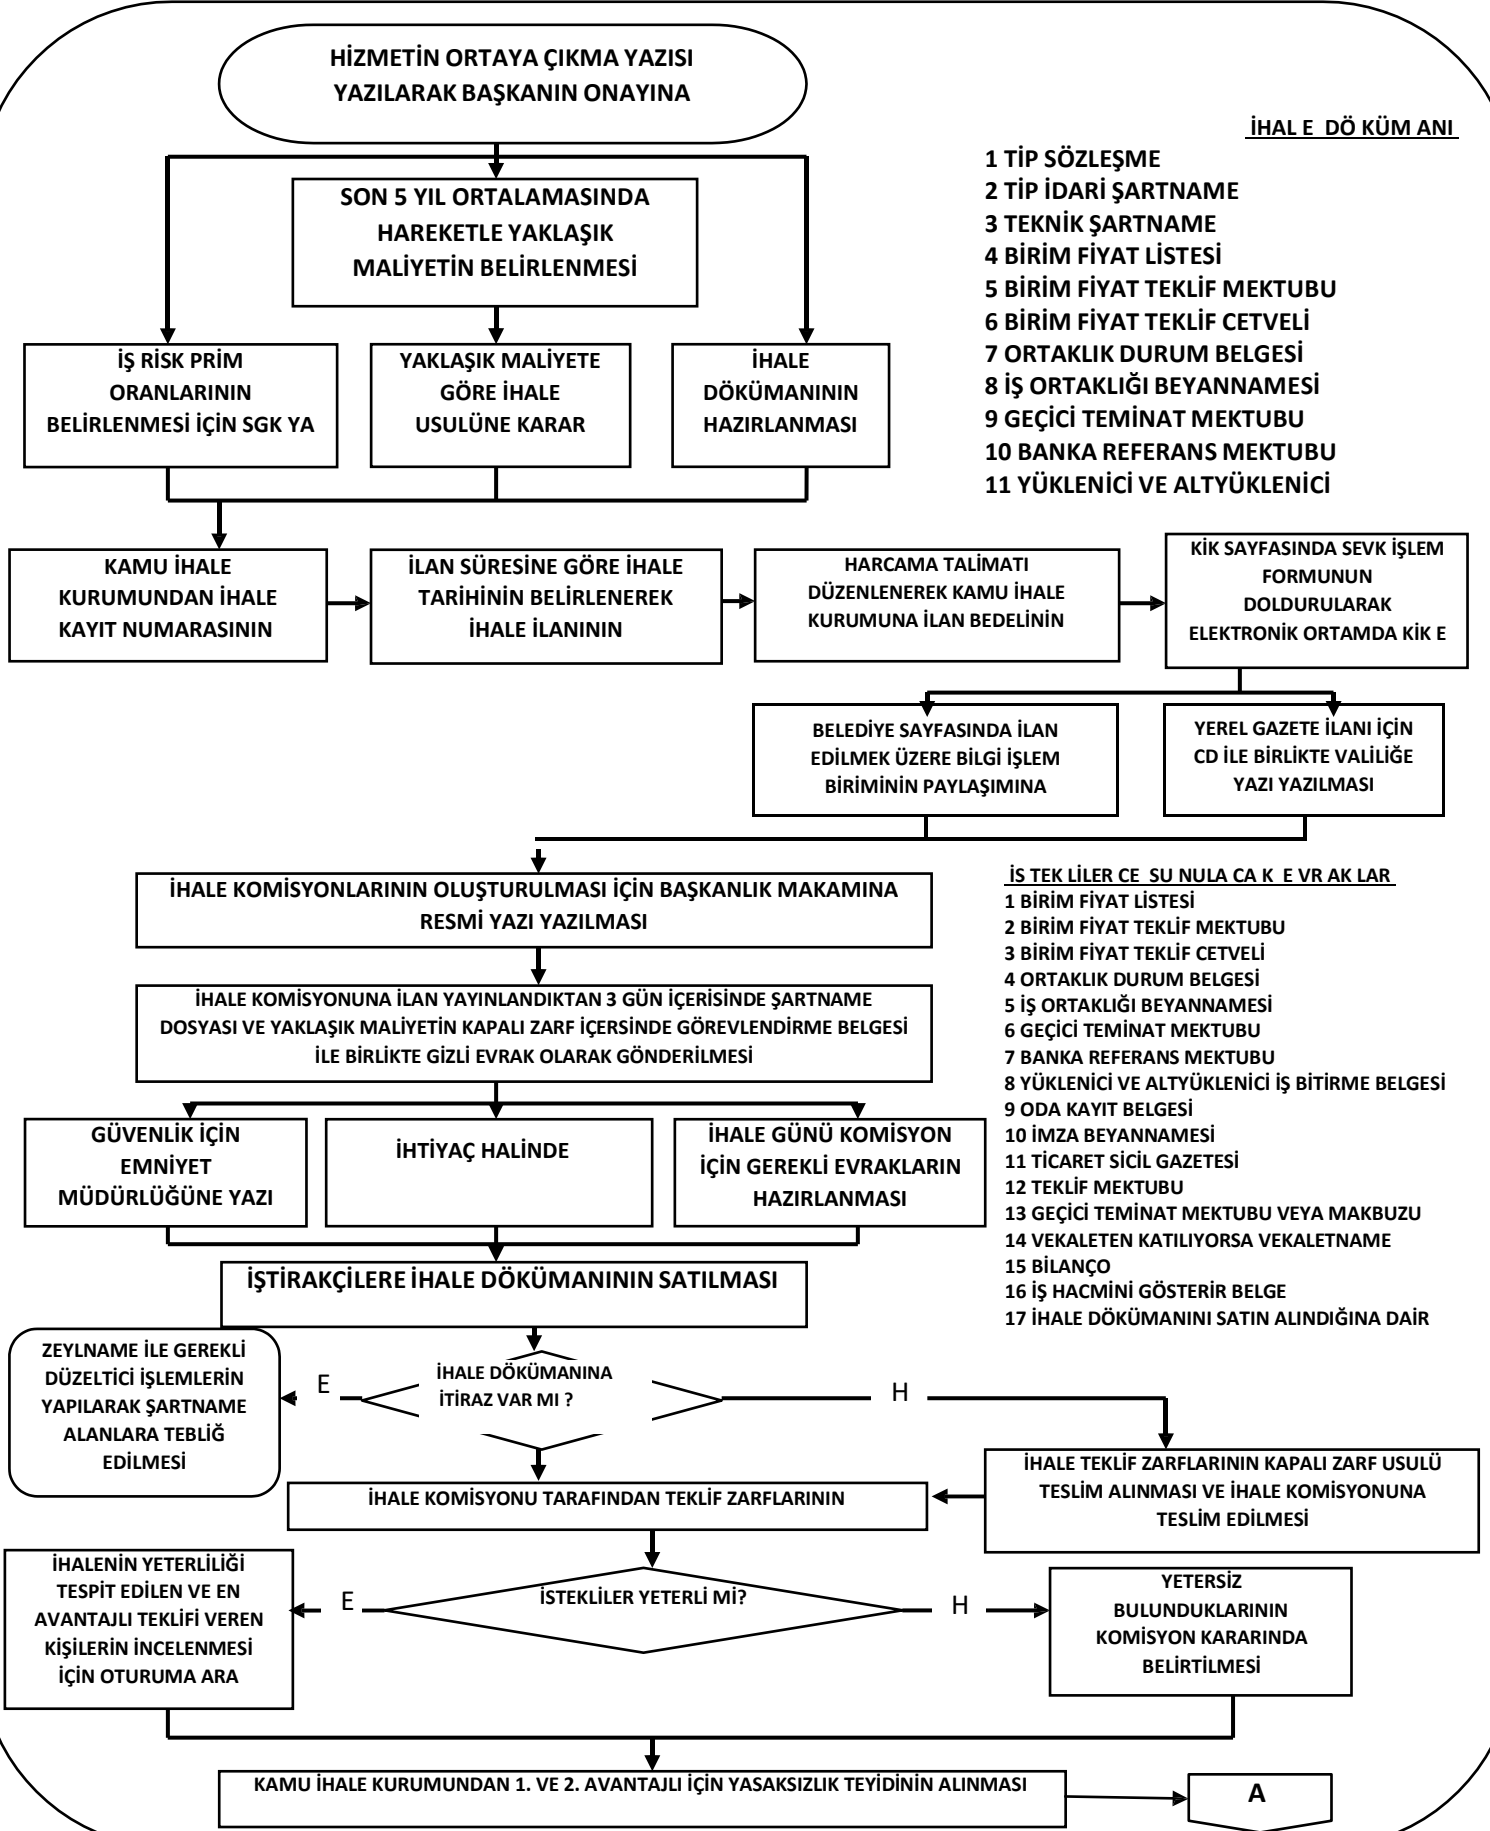 HİZMETİN ORTAYA ÇIKMA YAZISI
YAZILARAK BAŞKANIN ONAYINA
İHAL E DÖ KÜM ANI
1 TİP SÖZLEŞME
2 TİP İDARİ ŞARTNAME
3 TEKNİK ŞARTNAME
4 BİRİM FİYAT LİSTESİ
5 BİRİM FİYAT TEKLİF MEKTUBU
6 BİRİM FİYAT TEKLİF CETVELİ
7 ORTAKLIK DURUM BELGESİ
8 İŞ ORTAKLIĞI BEYANNAMESİ
9 GEÇİCİ TEMİNAT MEKTUBU
10 BANKA REFERANS MEKTUBU
11 YÜKLENİCİ VE ALTYÜKLENİCİ
SON 5 YIL ORTALAMASINDA
HAREKETLE YAKLAŞIK
MALİYETİN BELİRLENMESİ
İŞ RİSK PRİM
ORANLARININ
BELİRLENMESİ İÇİN SGK YA
YAKLAŞIK MALİYETE
GÖRE İHALE
USULÜNE KARAR
İHALE
DÖKÜMANININ
HAZIRLANMASI
KAMU İHALE
KURUMUNDAN İHALE
KAYIT NUMARASININ
İLAN SÜRESİNE GÖRE İHALE
TARİHİNİN BELİRLENEREK
İHALE İLANININ
HARCAMA TALİMATI
DÜZENLENEREK KAMU İHALE
KURUMUNA İLAN BEDELİNİN
KİK SAYFASINDA SEVK İŞLEM
FORMUNUN
DOLDURULARAK
ELEKTRONİK ORTAMDA KİK E
BELEDİYE SAYFASINDA İLAN
EDİLMEK ÜZERE BİLGİ İŞLEM
BİRİMİNİN PAYLAŞIMINA
YEREL GAZETE İLANI İÇİN
CD İLE BİRLİKTE VALİLİĞE
YAZI YAZILMASI
İHALE KOMİSYONLARININ OLUŞTURULMASI İÇİN BAŞKANLIK MAKAMINA
RESMİ YAZI YAZILMASI
İHALE KOMİSYONUNA İLAN YAYINLANDIKTAN 3 GÜN İÇERİSİNDE ŞARTNAME
DOSYASI VE YAKLAŞIK MALİYETİN KAPALI ZARF İÇERSİNDE GÖREVLENDİRME BELGESİ
İLE BİRLİKTE GİZLİ EVRAK OLARAK GÖNDERİLMESİ
İS TEK LİLER CE SU NULA CA K E VR AK LAR
1 BİRİM FİYAT LİSTESİ
2 BİRİM FİYAT TEKLİF MEKTUBU
3 BİRİM FİYAT TEKLİF CETVELİ
4 ORTAKLIK DURUM BELGESİ
5 İŞ ORTAKLIĞI BEYANNAMESİ
6 GEÇİCİ TEMİNAT MEKTUBU
7 BANKA REFERANS MEKTUBU
8 YÜKLENİCİ VE ALTYÜKLENİCİ İŞ BİTİRME BELGESİ
9 ODA KAYIT BELGESİ
10 İMZA BEYANNAMESİ
11 TİCARET SİCİL GAZETESİ
12 TEKLİF MEKTUBU
13 GEÇİCİ TEMİNAT MEKTUBU VEYA MAKBUZU
14 VEKALETEN KATILIYORSA VEKALETNAME
15 BİLANÇO
16 İŞ HACMİNİ GÖSTERİR BELGE
17 İHALE DÖKÜMANINI SATIN ALINDIĞINA DAİR
GÜVENLİK İÇİN
EMNİYET
MÜDÜRLÜĞÜNE YAZI
İHTİYAÇ HALİNDE
İHALE GÜNÜ KOMİSYON
İÇİN GEREKLİ EVRAKLARIN
HAZIRLANMASI
İŞTİRAKÇİLERE İHALE DÖKÜMANININ SATILMASI
ZEYLNAME İLE GEREKLİ
DÜZELTİCİ İŞLEMLERİN
YAPILARAK ŞARTNAME
ALANLARA TEBLİĞ
EDİLMESİ
E
İHALE DÖKÜMANINA
İTİRAZ VAR MI ?
H
İHALE TEKLİF ZARFLARININ KAPALI ZARF USULÜ
TESLİM ALINMASI VE İHALE KOMİSYONUNA
TESLİM EDİLMESİ
İHALE KOMİSYONU TARAFINDAN TEKLİF ZARFLARININ
İHALENİN YETERLİLİĞİ
TESPİT EDİLEN VE EN
AVANTAJLI TEKLİFİ VEREN
KİŞİLERİN İNCELENMESİ
İÇİN OTURUMA ARA
E
İSTEKLİLER YETERLİ Mİ?
H
YETERSİZ
BULUNDUKLARININ
KOMİSYON KARARINDA
BELİRTİLMESİ
KAMU İHALE KURUMUNDAN 1. VE 2. AVANTAJLI İÇİN YASAKSIZLIK TEYİDİNİN ALINMASI
A